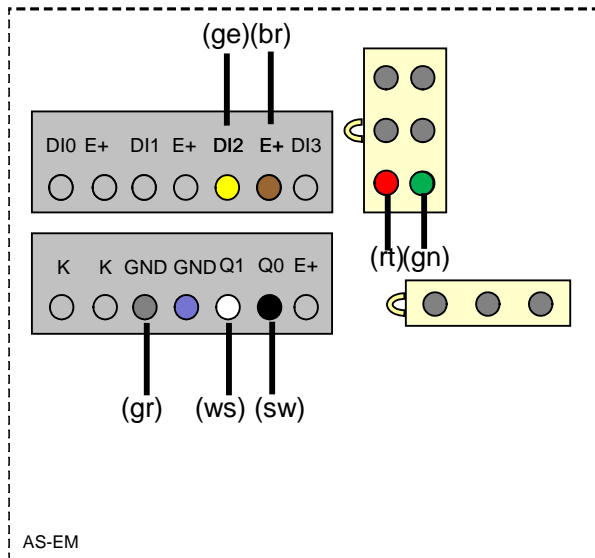 (ge)(br)
DI0 E+ DI1 E+ DI2 E+ DI3
(rt)(gn)
K K GND GND Q1 Q0 E+
(gr) (ws) (sw)
AS-EM